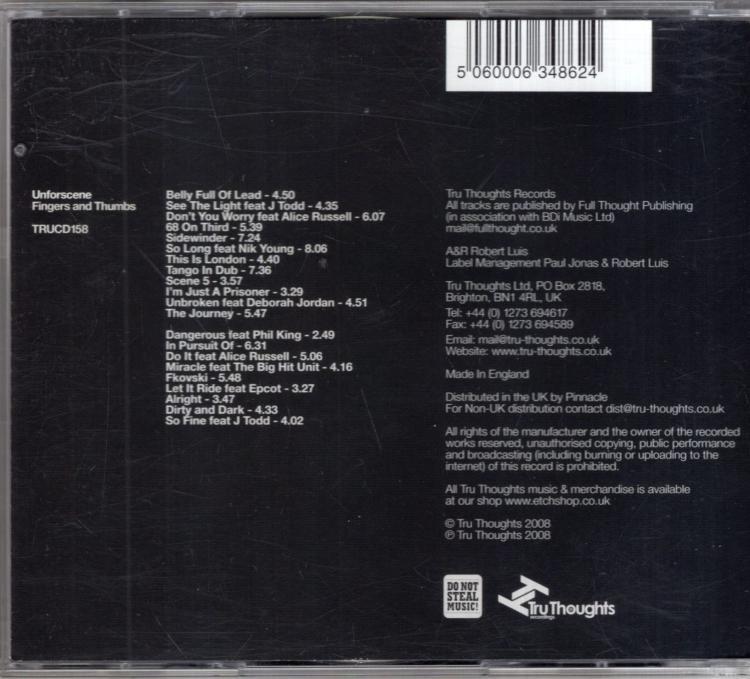 5 060006 348624
Unforscene
Fingers and Thumbs
TRUCD158
Belly Full Of Lead - 4.50
See The Light feat J Todd - 4.35
Don't You Worry feat Alice Russell - 6.07
68 On Third - 5.39
Sidewinder - 7.24
So Long feat Nik Young - 8.06
This Is London - 4.40
Tango In Dub - 7.36
Scene 5 - 3.57
I'm Just A Prisoner - 3.29
Unbroken feat Deborah Jordan - 4.51
The Journey - 5.47
Dangerous feat Phil King - 2.49
In Pursuit Of - 6.31
Do It feat Alice Russell - 5.06
Miracle feat The Big Hit Unit - 4.16
Fkovski - 5.48
Let It Ride feat Epcot - 3.27
Alright - 3.47
Dirty and Dark - 4.33
So Fine feat J Todd - 4.02
Tru Thoughts Records
All tracks are published by Full Thought Publishing
(in association with BDi Music Ltd)
mail@fullthought.co.uk
A&R Robert Luis
Label Management Paul Jonas & Robert Luis
Tru Thoughts Ltd, PO Box 2818,
Brighton, BN1 4RL, UK
Tel: +44 (0) 1273 694617
Fax: +44 (0) 1273 694589
Email: mail@tru-thoughts.co.uk
Website: www.tru-thoughts.co.uk
Made In England
Distributed in the UK by Pinnacle
For Non-UK distribution contact dist@tru-thoughts.co.uk
All rights of the manufacturer and the owner of the recorded
works reserved, unauthorised copying, public performance
and broadcasting (including burning or uploading to the
internet) of this record is prohibited.
All Tru Thoughts music & merchandise is available
at our shop www.etchshop.co.uk
© Tru Thoughts 2008
℗ Tru Thoughts 2008
DO NOT
STEAL
MUSIC!
Tru Thoughts
recordings